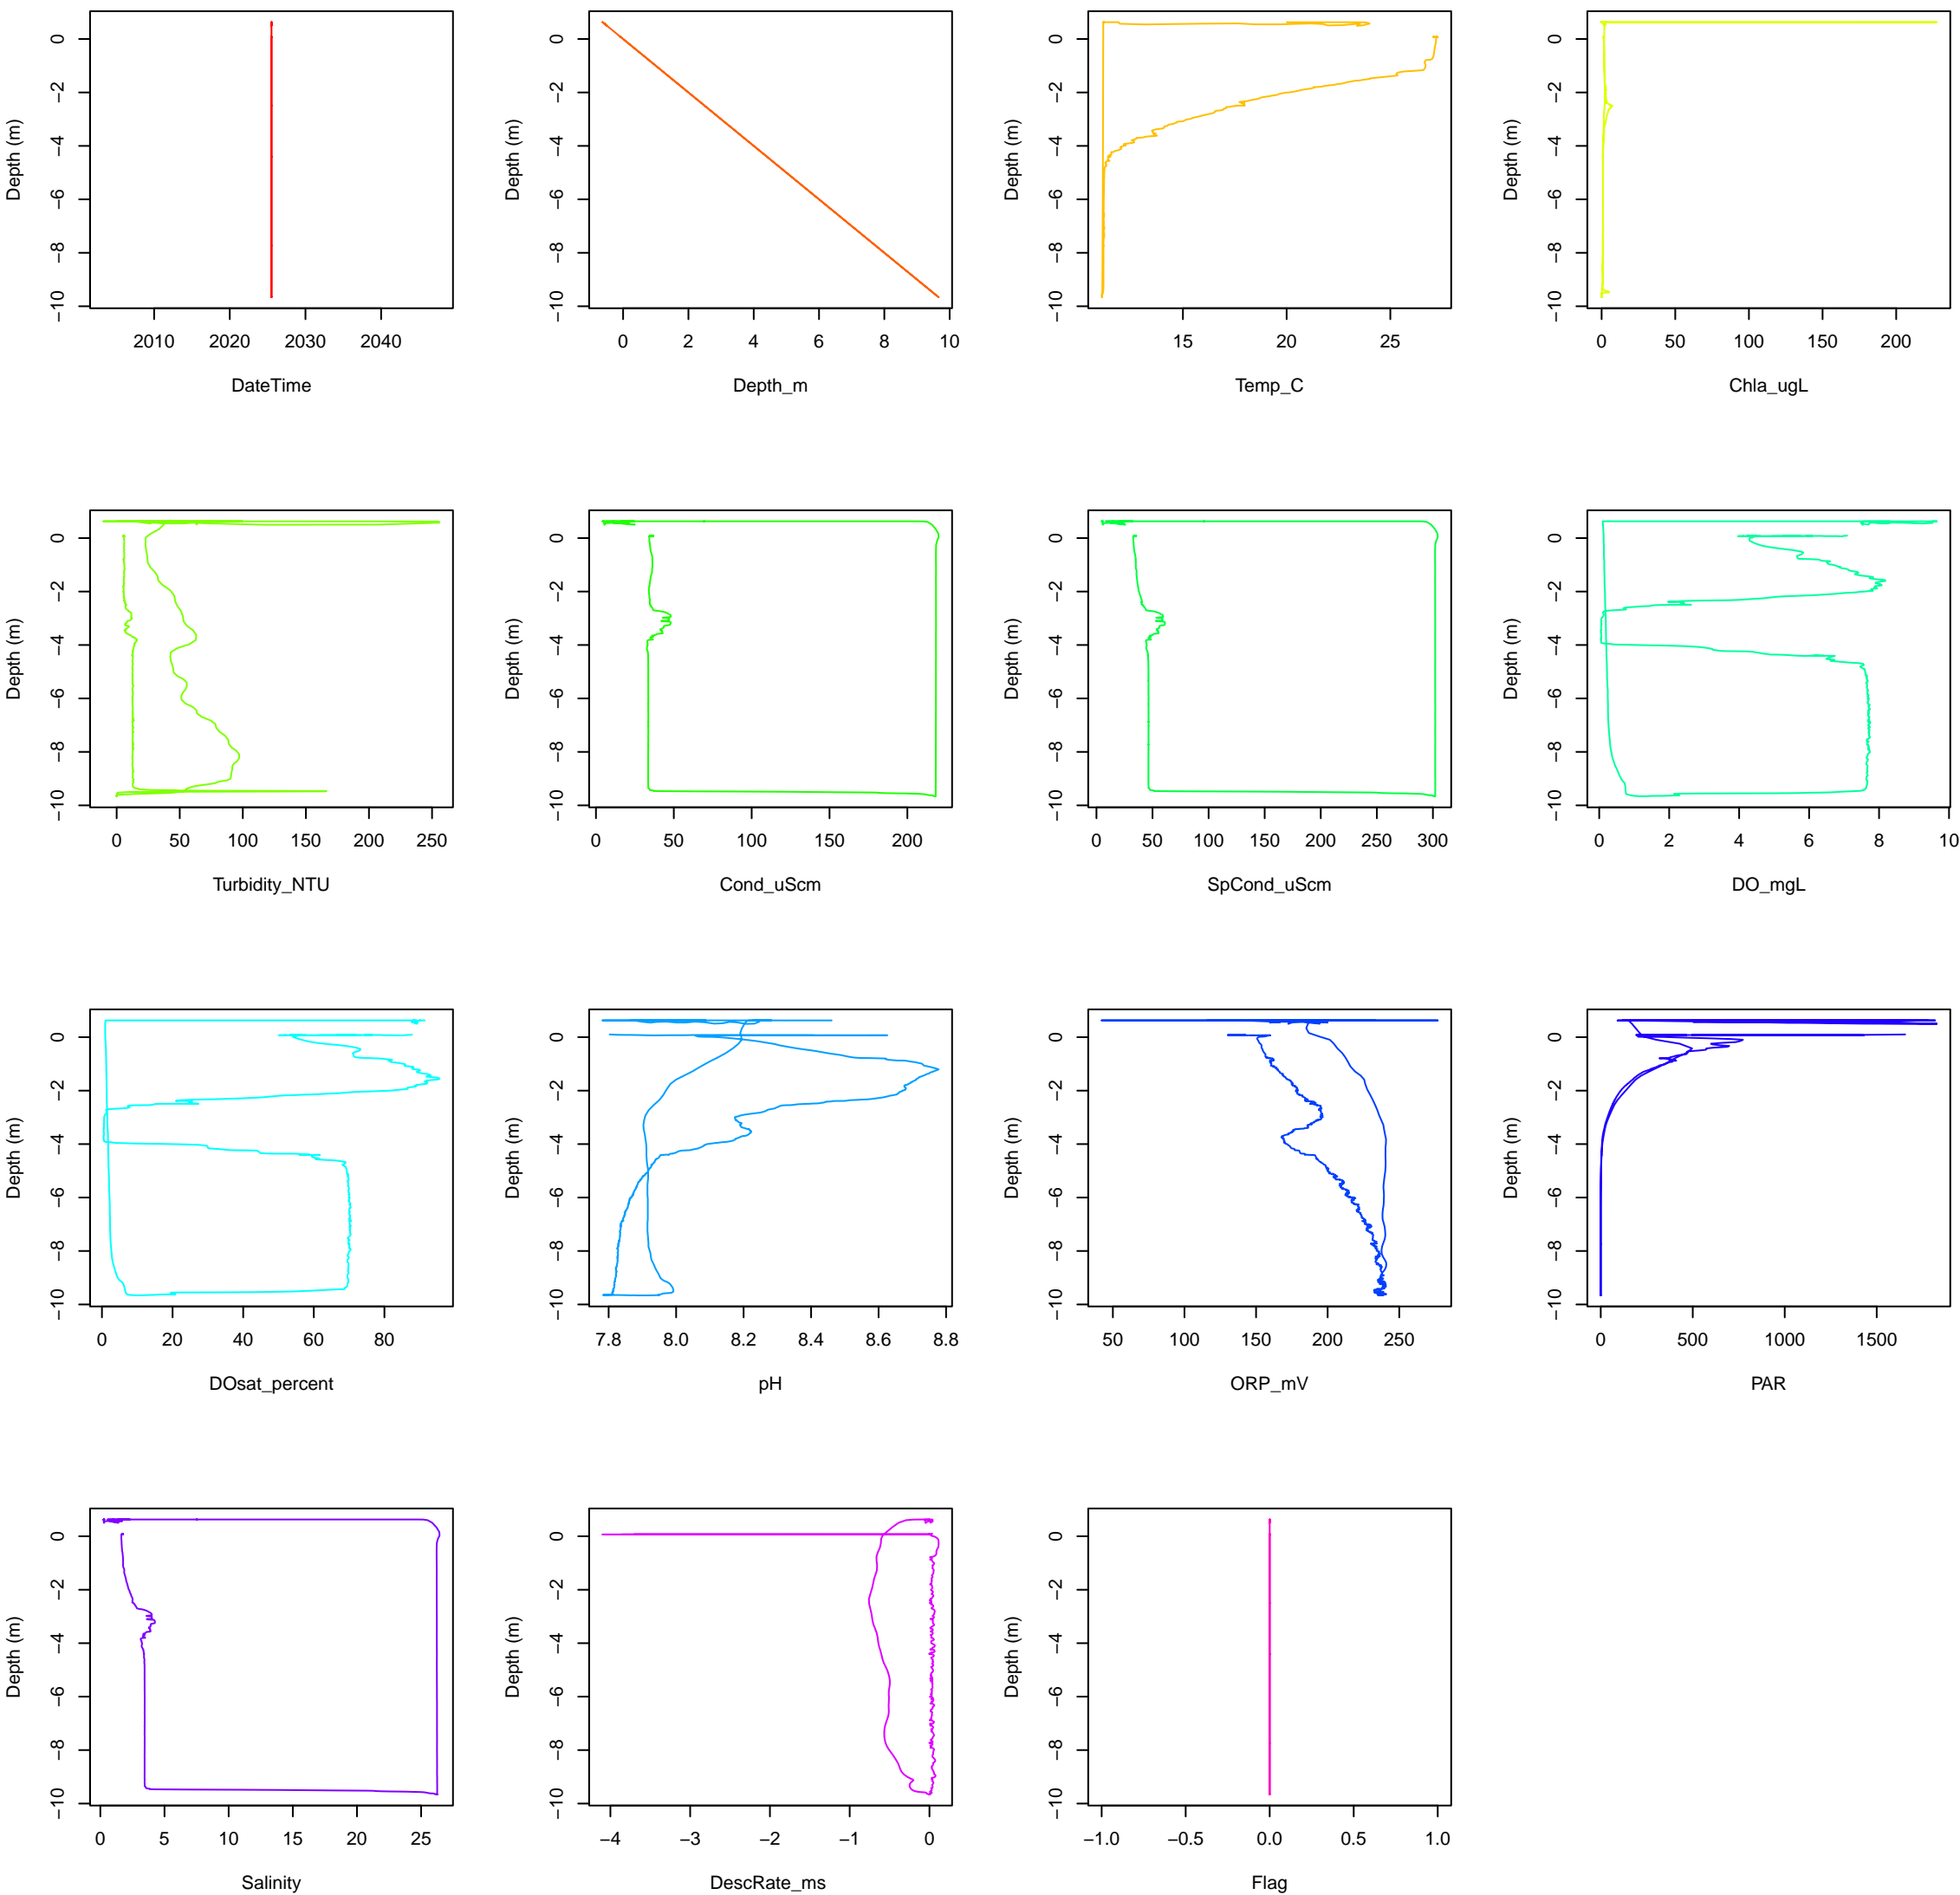 Depth (m)
0
−2
−4
−6
−8
−10
2010 2020 2030 2040
DateTime
Depth (m)
0
−2
−4
−6
−8
−10
0 2 4 6 8 10
Depth_m
Depth (m)
0
−2
−4
−6
−8
−10
15 20 25
Temp_C
Depth (m)
0
−2
−4
−6
−8
−10
0 50 100 150 200
Chla_ugL
Depth (m)
0
−2
−4
−6
−8
−10
0 50 100 150 200 250
Turbidity_NTU
Depth (m)
0
−2
−4
−6
−8
−10
0 50 100 150 200
Cond_uScm
Depth (m)
0
−2
−4
−6
−8
−10
0 50 100 150 200 250 300
SpCond_uScm
Depth (m)
0
−2
−4
−6
−8
−10
0 2 4 6 8 10
DO_mgL
Depth (m)
0
−2
−4
−6
−8
−10
0 20 40 60 80
DOsat_percent
Depth (m)
0
−2
−4
−6
−8
−10
7.8 8.0 8.2 8.4 8.6 8.8
pH
Depth (m)
0
−2
−4
−6
−8
−10
50 100 150 200 250
ORP_mV
Depth (m)
0
−2
−4
−6
−8
−10
0 500 1000 1500
PAR
Depth (m)
0
−2
−4
−6
−8
−10
0 5 10 15 20 25
Salinity
Depth (m)
0
−2
−4
−6
−8
−10
−4 −3 −2 −1 0
DescRate_ms
Depth (m)
0
−2
−4
−6
−8
−10
−1.0 −0.5 0.0 0.5 1.0
Flag